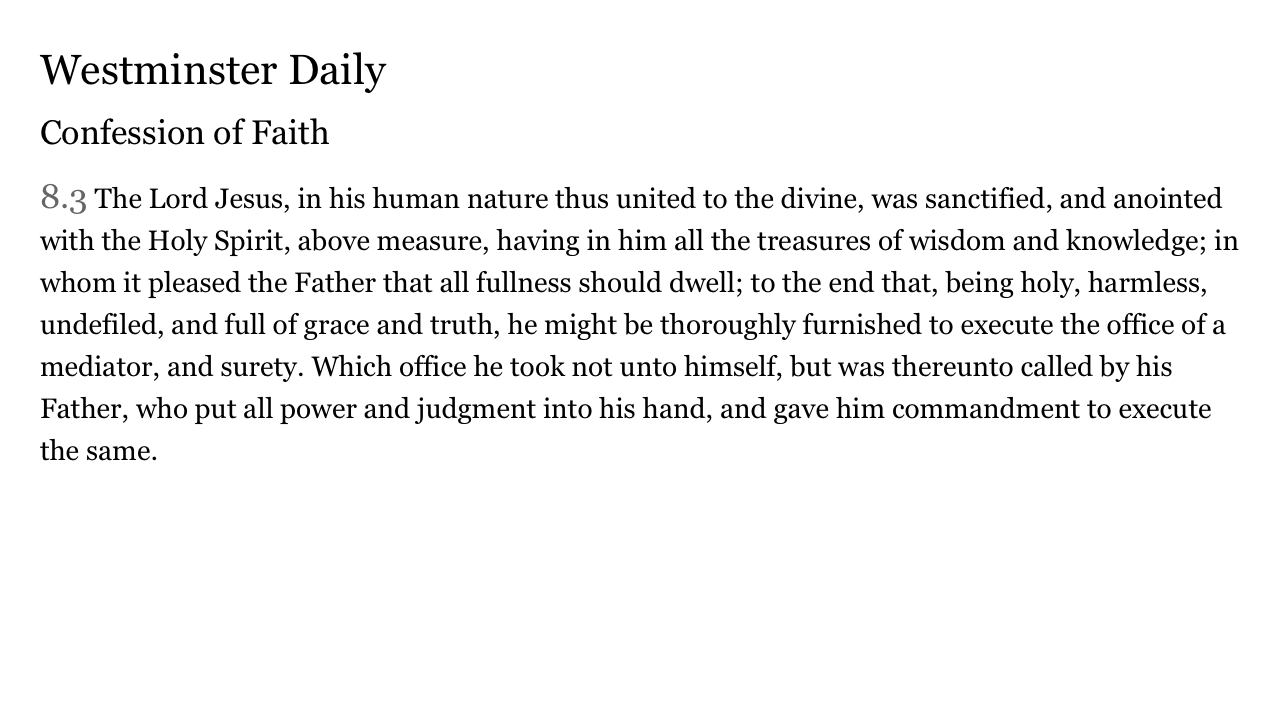 Westminster Daily
Confession of Faith
8.3 The Lord Jesus, in his human nature thus united to the divine, was sanctified, and anointed
with the Holy Spirit, above measure, having in him all the treasures of wisdom and knowledge; in
whom it pleased the Father that all fullness should dwell; to the end that, being holy, harmless,
undefiled, and full of grace and truth, he might be thoroughly furnished to execute the office of a
mediator, and surety. Which office he took not unto himself, but was thereunto called by his
Father, who put all power and judgment into his hand, and gave him commandment to execute
the same.